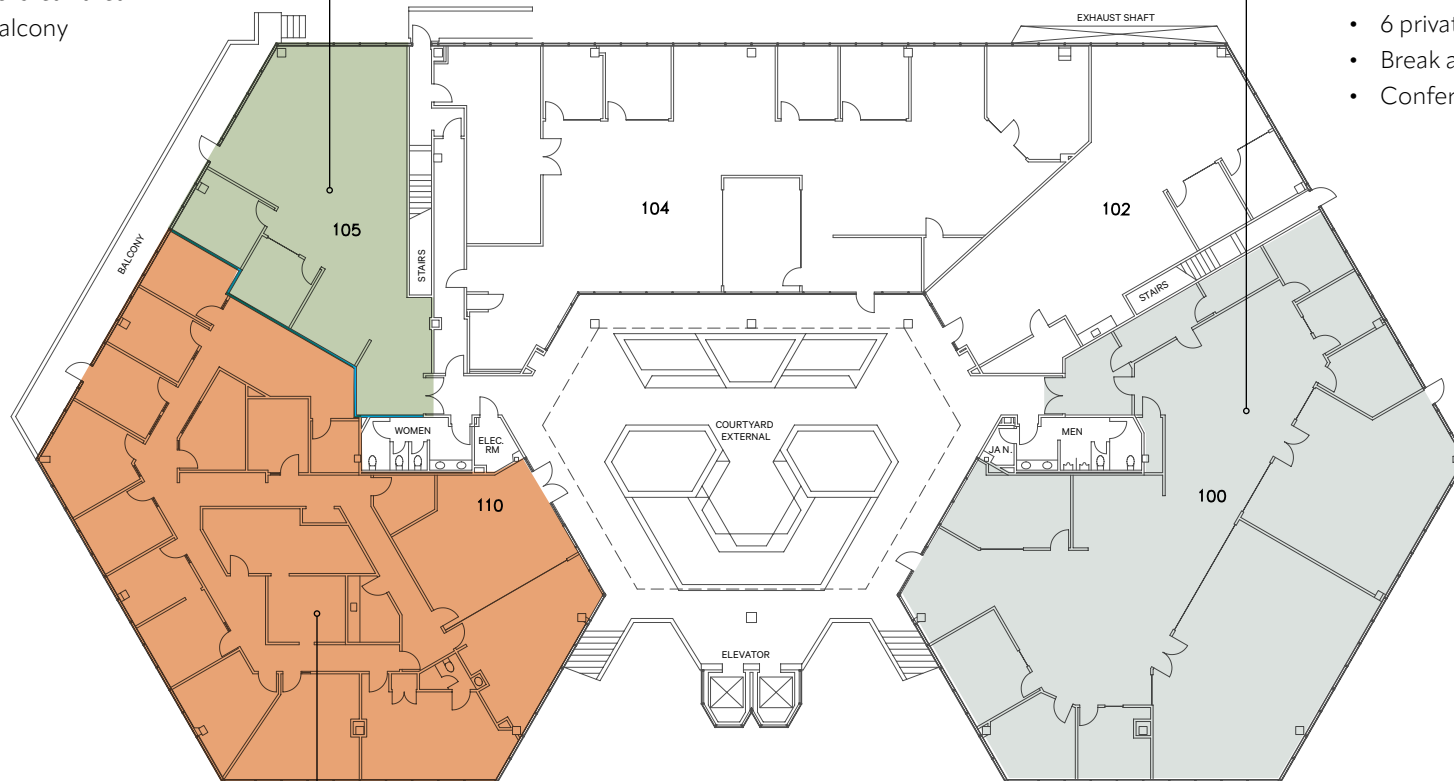 alcony
EXHAUST SHAFT
• 6 privat
• Break a
• Confer
104
102
105
BALCONY
STAIRS
STAIRS
WOMEN
ELEC.
RM
COURTYARD
EXTERNAL
MEN
JAN.
110
100
ELEVATOR